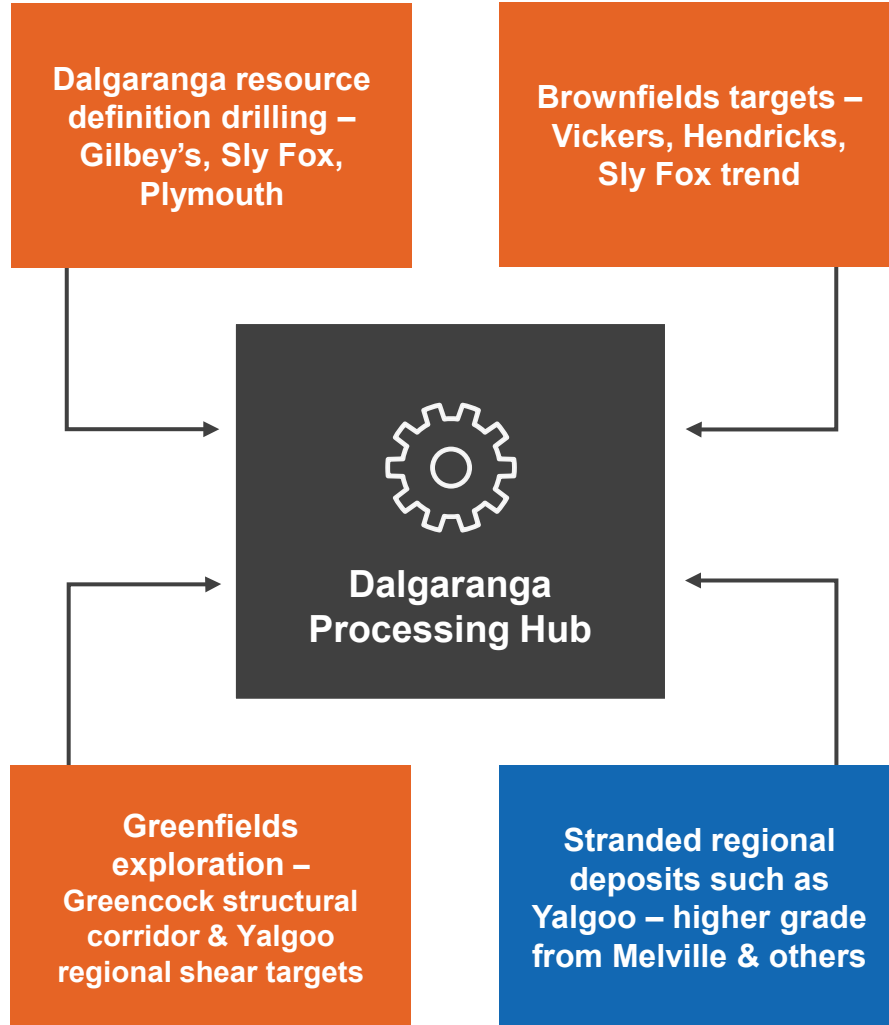 Dalgaranga resource
definition drilling –
Gilbey’s, Sly Fox,
Plymouth
Brownfields targets –
Vickers, Hendricks,
Sly Fox trend
Dalgaranga
Processing Hub
Greenfields
exploration –
Greencock structural
corridor & Yalgoo
regional shear targets
Stranded regional
deposits such as
Yalgoo – higher grade
from Melville & others